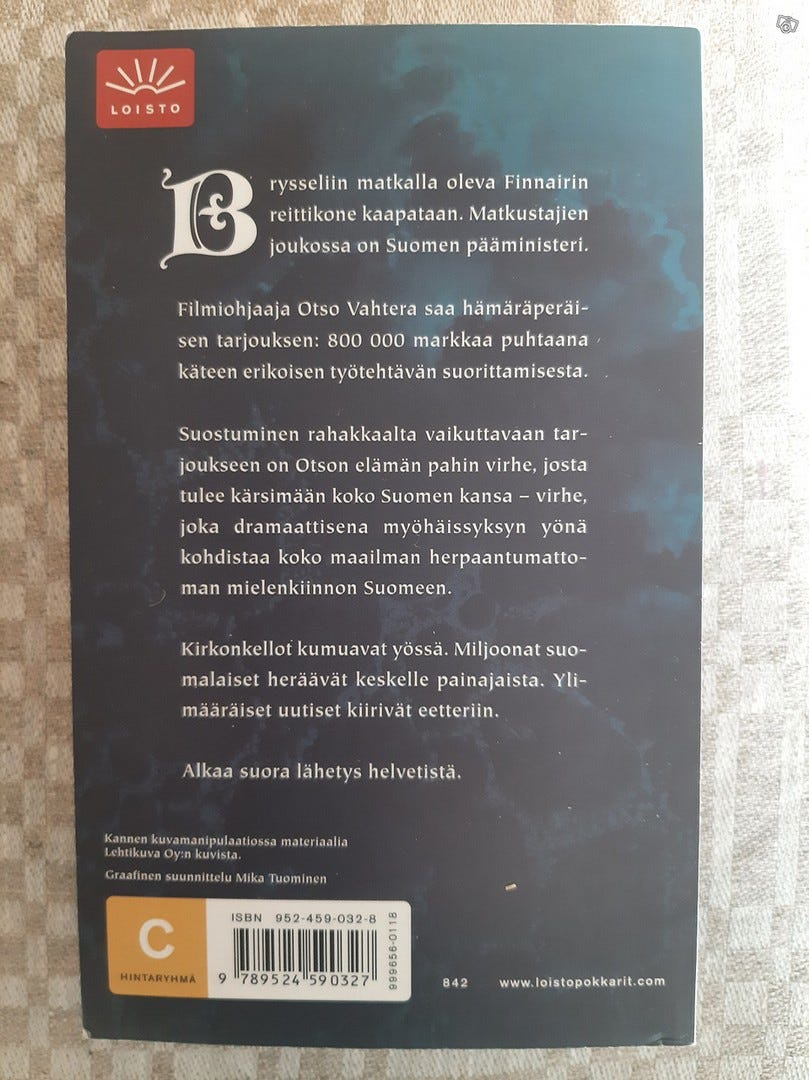 LOISTO
Brysseliin matkalla oleva Finnairin
reittikone kaapataan. Matkustajien
joukossa on Suomen pääministeri.
Filmiohjaaja Otso Vahtera saa hämäräperäi-
sen tarjouksen: 800 000 markkaa puhtaana
käteen erikoisen työtehtävän suorittamisesta.
Suostuminen rahakkaalta vaikuttavaan tar-
joukseen on Otson elämän pahin virhe, josta
tulee kärsimään koko Suomen kansa – virhe,
joka dramaattisena myöhäissyksyn yönä
kohdistaa koko maailman herpaantumatto-
man mielenkiinnon Suomeen.
Kirkonkellot kumuavat yössä. Miljoonat suo-
malaiset heräävät keskelle painajaista. Yli-
määräiset uutiset kiirivät eetteriin.
Alkaa suora lähetys helvetistä.
Kannen kuvamanipulaatiossa materiaalia
Lehtikuva Oy:n kuvista.
Graafinen suunnittelu Mika Tuominen
C
HINTARYHMÄ
ISBN 952-459-032-8
9 789524 590327
999656-0118
842 www.loistopokkarit.com